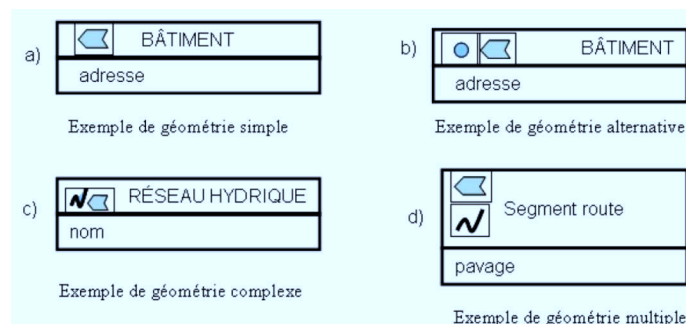 a) BÂTIMENT
adresse
Exemple de géométrie simple
b) BÂTIMENT
adresse
Exemple de géométrie alternative
c) RÉSEAU HYDRIQUE
nom
Exemple de géométrie complexe
d) Segment route
pavage
Exemple de géométrie multiple